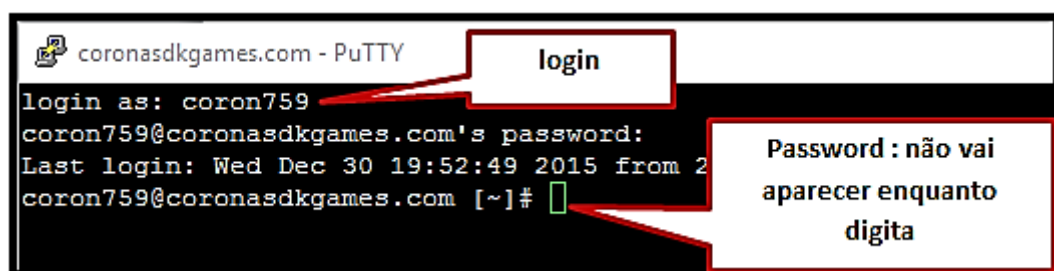 coronasdkgames.com - PuTTY
login
login as: coron759
coron759@coronasdkgames.com's password:
Last login: Wed Dec 30 19:52:49 2015 from 2
coron759@coronasdkgames.com [~]#
Password : não vai
aparecer enquanto
digita